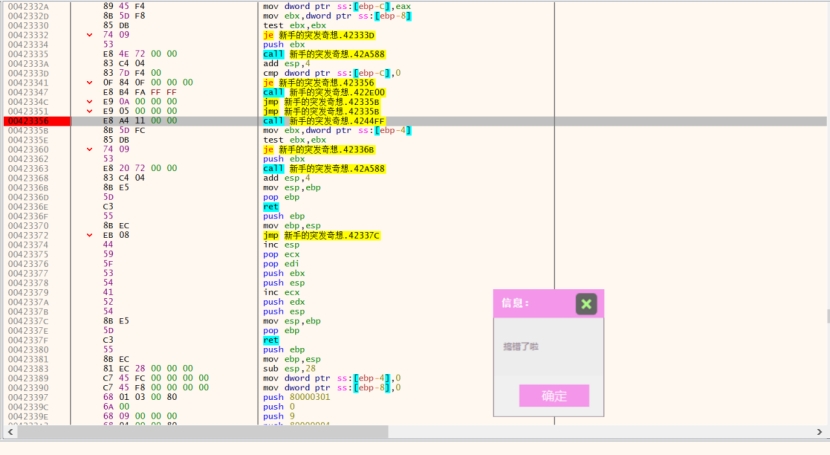 0042332A 89 45 F4 mov dword ptr ss:[ebp-C],eax
0042332D 8B 5D F8 mov ebx,dword ptr ss:[ebp-8]
00423330 85 DB test ebx,ebx
00423332 74 09 je 新手的突发奇想.42333D
00423334 53 push ebx
00423335 E8 4E 72 00 00 call 新手的突发奇想.42A588
0042333A 83 C4 04 add esp,4
0042333D 83 7D F4 00 cmp dword ptr ss:[ebp-C],0
00423341 0F 84 0F 00 00 00 je 新手的突发奇想.423356
00423347 E8 B4 FA FF FF call 新手的突发奇想.422E00
0042334C E9 0A 00 00 00 jmp 新手的突发奇想.42335B
00423351 E9 05 00 00 00 jmp 新手的突发奇想.42335B
00423356 E8 A4 11 00 00 call 新手的突发奇想.4244FF
0042335B 8B 5D FC mov ebx,dword ptr ss:[ebp-4]
0042335E 85 DB test ebx,ebx
00423360 74 09 je 新手的突发奇想.42336B
00423362 53 push ebx
00423363 E8 20 72 00 00 call 新手的突发奇想.42A588
00423368 83 C4 04 add esp,4
0042336B 8B E5 mov esp,ebp
0042336D 5D pop ebp
0042336E C3 ret
0042336F 55 push ebp
00423370 8B EC mov ebp,esp
00423372 EB 08 jmp 新手的突发奇想.42337C
00423374 44 inc esp
00423375 59 pop ecx
00423376 5F pop edi
00423377 53 push ebx
00423378 54 push esp
00423379 41 inc ecx
0042337A 52 push edx
0042337B 54 push esp
0042337C 8B E5 mov esp,ebp
0042337E 5D pop ebp
0042337F C3 ret
00423380 55 push ebp
00423381 8B EC mov ebp,esp
00423383 81 EC 28 00 00 00 sub esp,28
00423389 C7 45 FC 00 00 00 00 mov dword ptr ss:[ebp-4],0
00423390 C7 45 F8 00 00 00 00 mov dword ptr ss:[ebp-8],0
00423397 68 01 03 00 80 push 80000301
0042339C 6A 00 push 0
0042339E 68 09 00 00 00 push 9
信息:
搞错了啦
确定